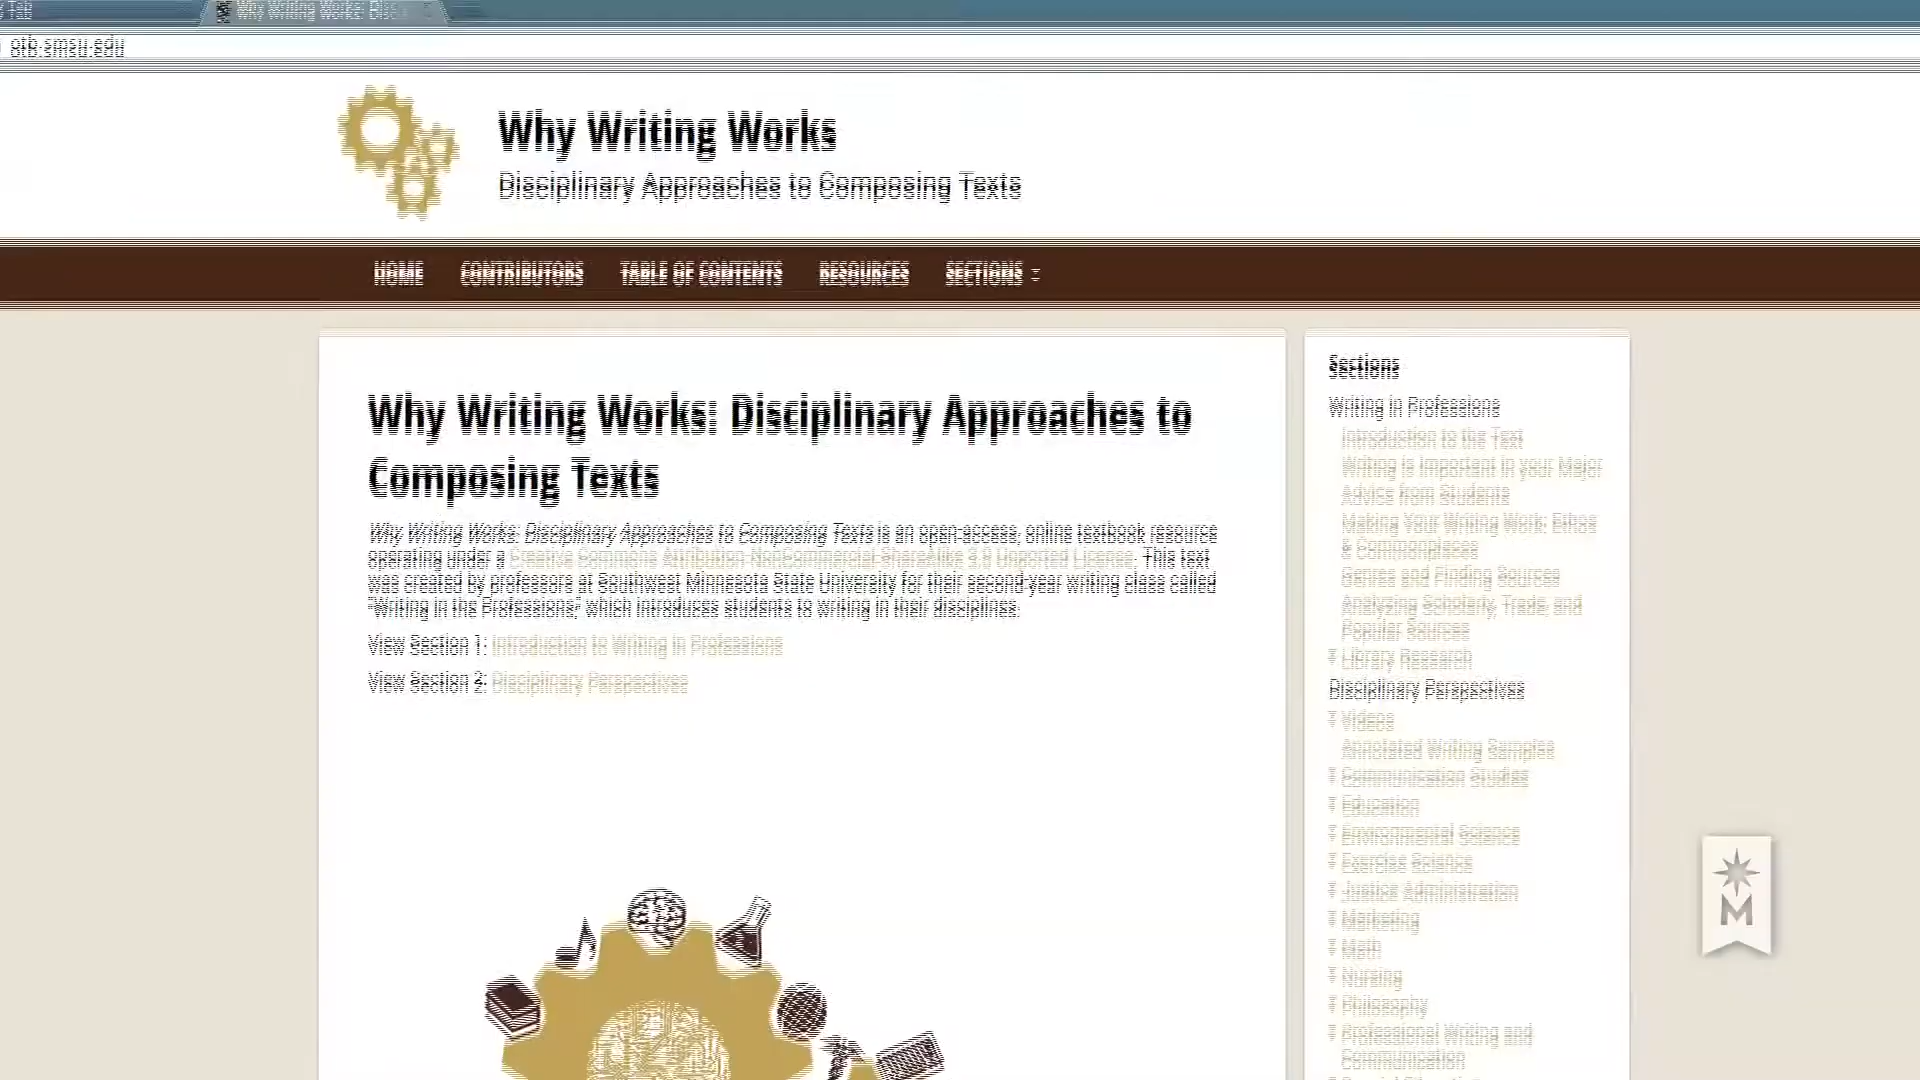 Tab
Why Writing Works: Disc
otb.smsu.edu
Why Writing Works
Disciplinary Approaches to Composing Texts
HOME CONTRIBUTORS TABLE OF CONTENTS RESOURCES SECTIONS
Why Writing Works: Disciplinary Approaches to
Composing Texts
Why Writing Works: Disciplinary Approaches to Composing Texts is an open-access, online textbook resource
operating under a Creative Commons Attribution-NonCommercial-ShareAlike 3.0 Unported License. This text
was created by professors at Southwest Minnesota State University for their second-year writing class called
"Writing in the Professions," which introduces students to writing in their disciplines.
View Section 1: Introduction to Writing in Professions
View Section 2: Disciplinary Perspectives
Sections
Writing in Professions
Introduction to the Text
Writing is Important in your Major
Advice from Students
Making Your Writing Work: Ethos
& Commonplaces
Genres and Finding Sources
Analyzing Scholarly, Trade, and
Popular Sources
Library Research
Disciplinary Perspectives
Videos
Annotated Writing Samples
Communication Studies
Education
Environmental Science
Exercise Science
Justice Administration
Marketing
Math
Nursing
Philosophy
Professional Writing and
Communication
M